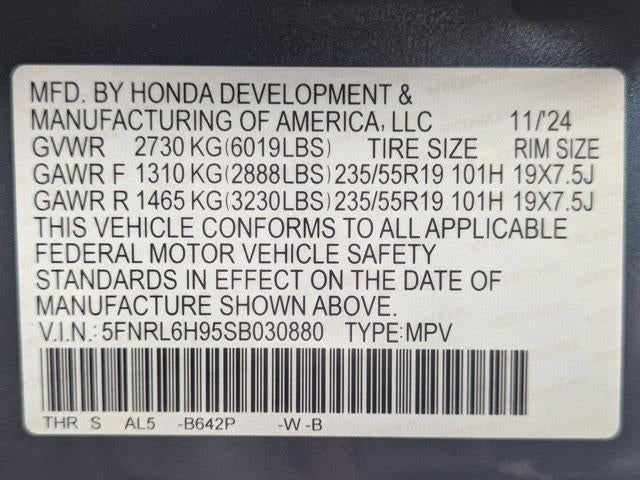 MFD. BY HONDA DEVELOPMENT &
MANUFACTURING OF AMERICA, LLC 11/'24
GVWR 2730 KG(6019LBS) TIRE SIZE RIM SIZE
GAWR F 1310 KG(2888LBS) 235/55R19 101H 19X7.5J
GAWR R 1465 KG(3230LBS) 235/55R19 101H 19X7.5J
THIS VEHICLE CONFORMS TO ALL APPLICABLE
FEDERAL MOTOR VEHICLE SAFETY
STANDARDS IN EFFECT ON THE DATE OF
MANUFACTURE SHOWN ABOVE.
V.I.N.: 5FNRL6H95SB030880 TYPE:MPV
THR S AL5 -B642P -W -B